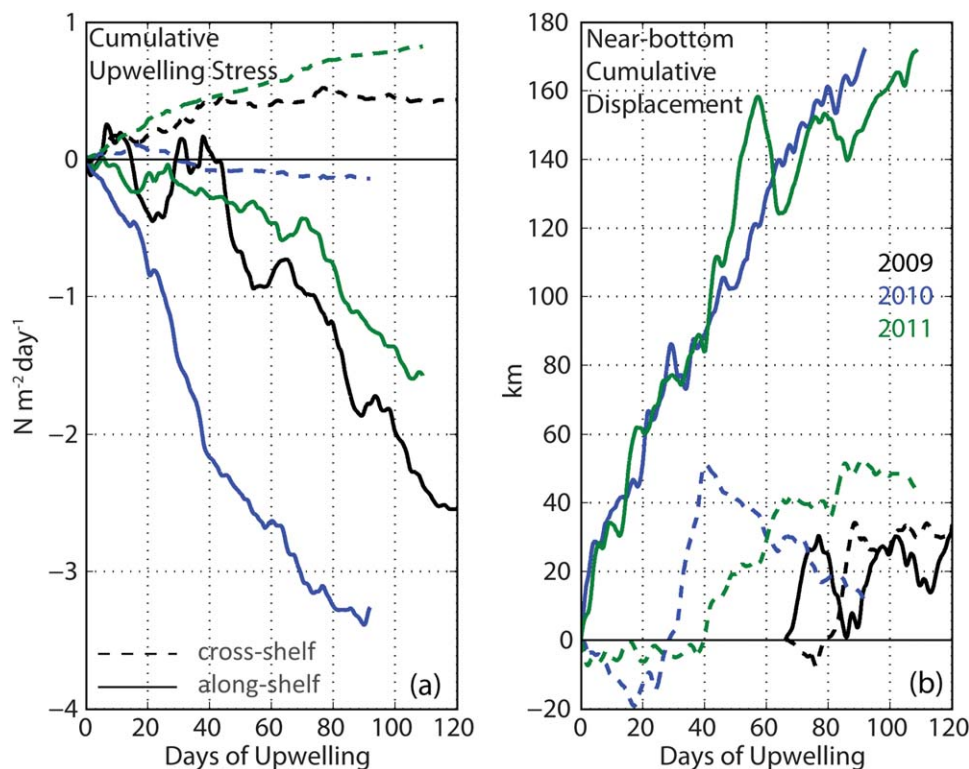 Cumulative
Upwelling Stress
1
0
−1
−2
−3
−4
N m⁻² day⁻¹
cross-shelf
along-shelf
(a)
0 20 40 60 80 100 120
Days of Upwelling
Near-bottom
Cumulative
Displacement
180
160
140
120
100
80
60
40
20
0
−20
km
2009
2010
2011
(b)
0 20 40 60 80 100 120
Days of Upwelling